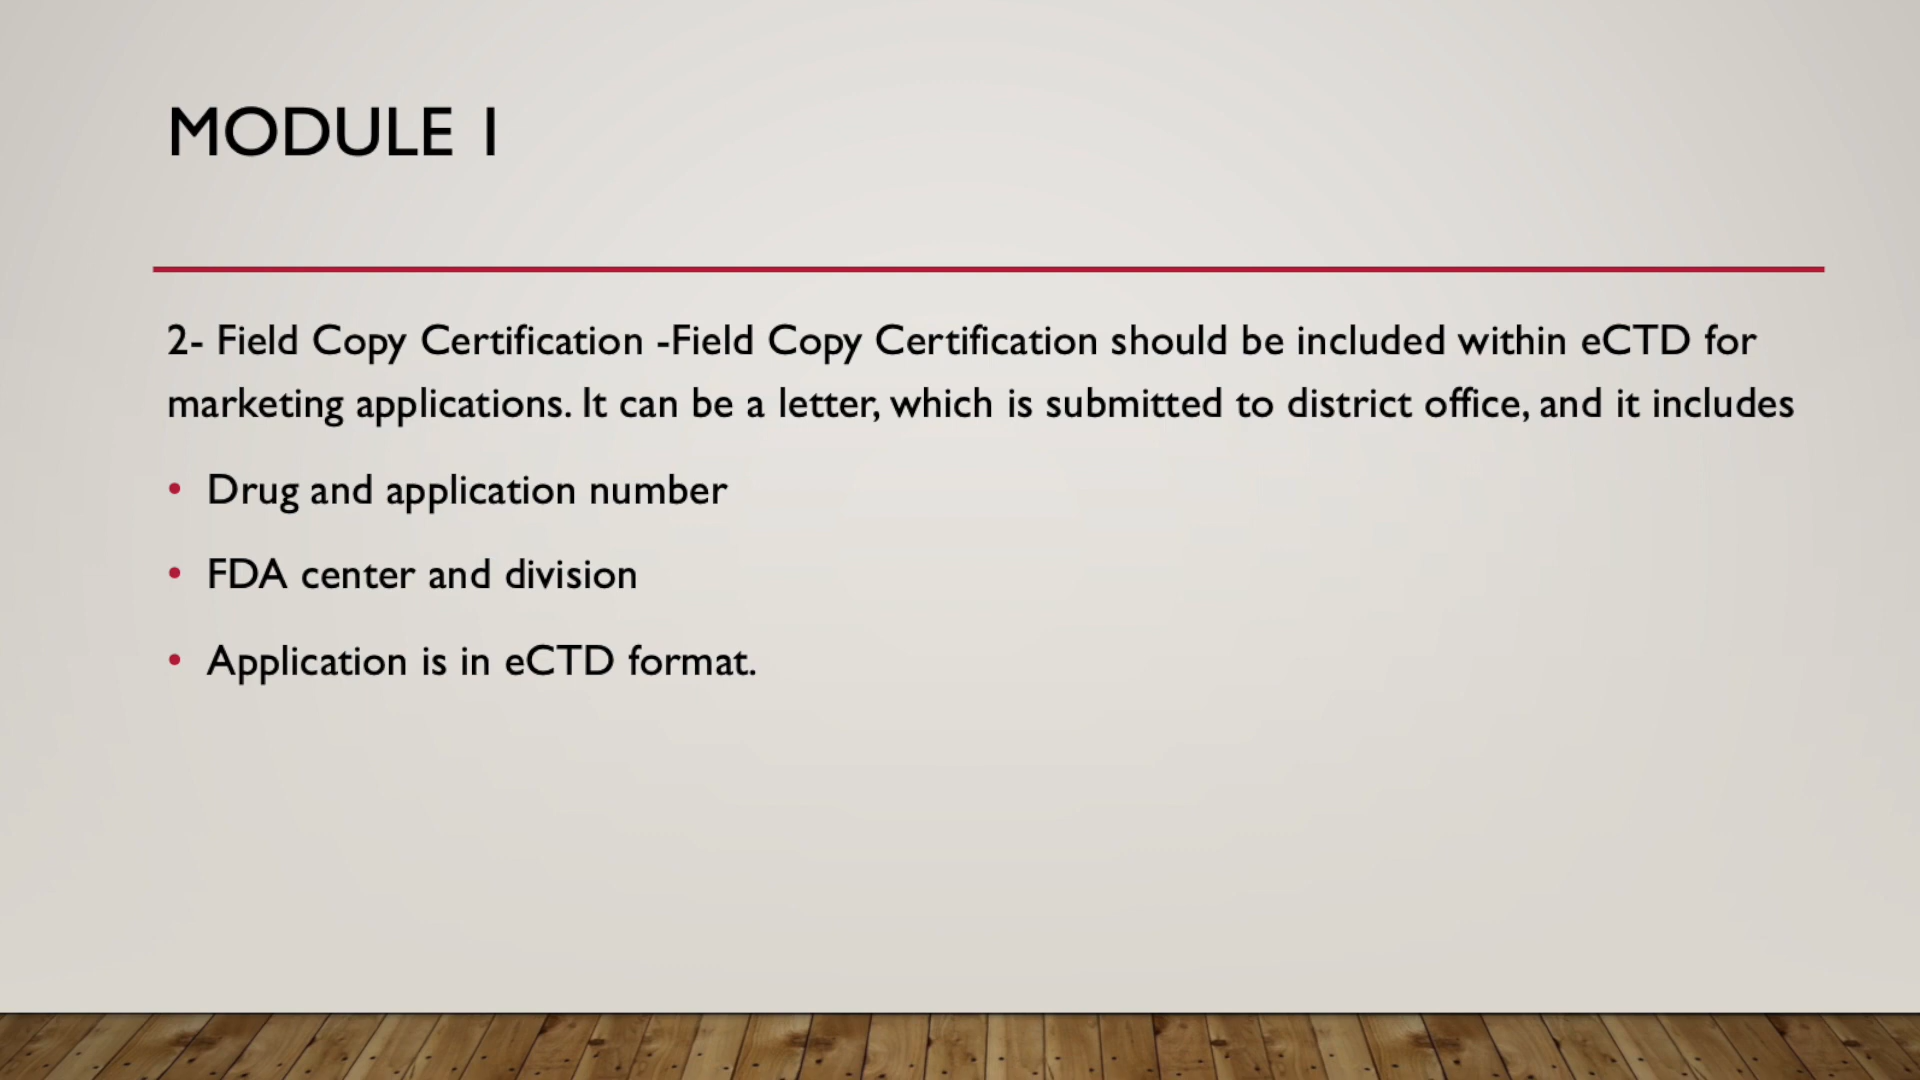 MODULE 1
2- Field Copy Certification -Field Copy Certification should be included within eCTD for
marketing applications. It can be a letter, which is submitted to district office, and it includes
• Drug and application number
• FDA center and division
• Application is in eCTD format.